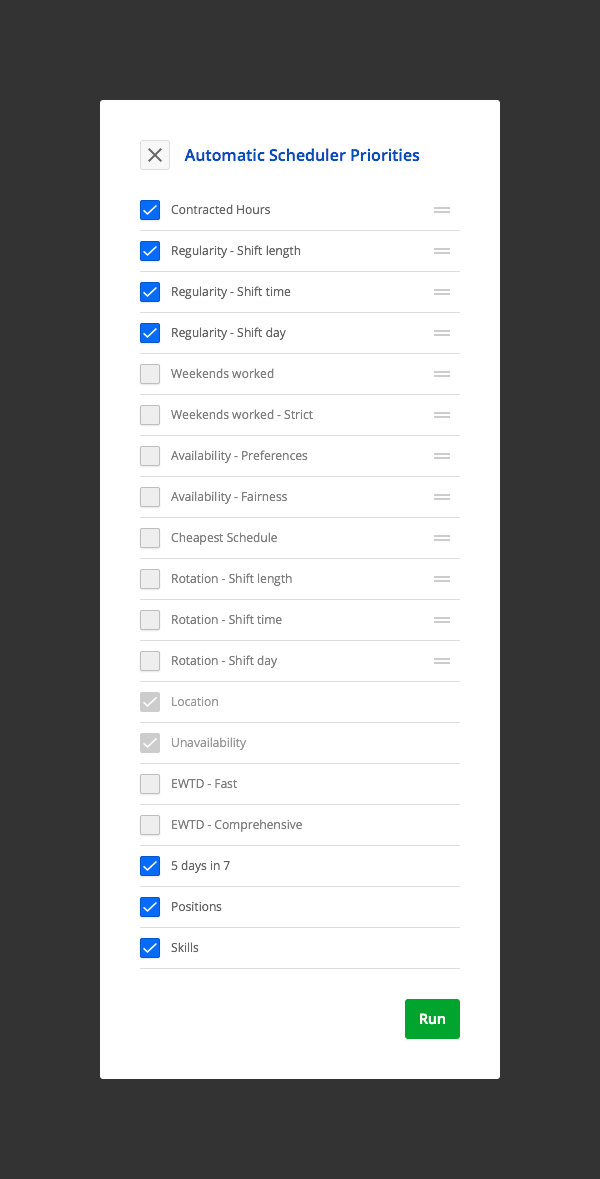 Automatic Scheduler Priorities
Contracted Hours
Regularity - Shift length
Regularity - Shift time
Regularity - Shift day
Weekends worked
Weekends worked - Strict
Availability - Preferences
Availability - Fairness
Cheapest Schedule
Rotation - Shift length
Rotation - Shift time
Rotation - Shift day
Location
Unavailability
EWTD - Fast
EWTD - Comprehensive
5 days in 7
Positions
Skills
Run